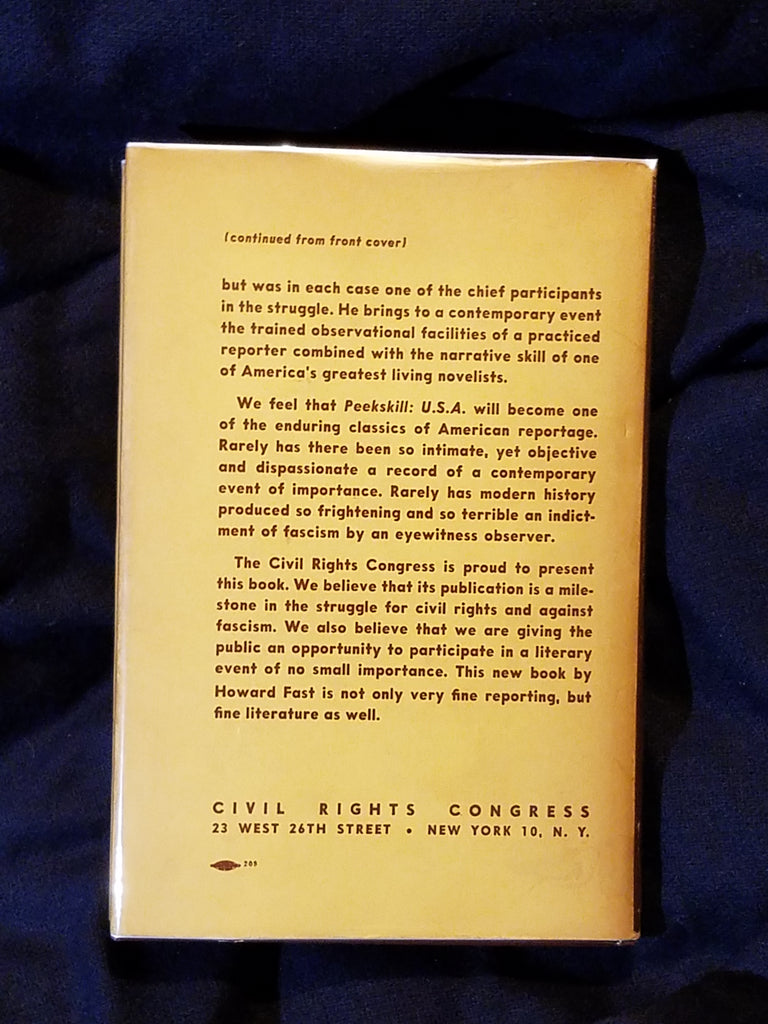 (continued from front cover)
but was in each case one of the chief participants
in the struggle. He brings to a contemporary event
the trained observational facilities of a practiced
reporter combined with the narrative skill of one
of America's greatest living novelists.
We feel that Peekskill: U.S.A. will become one
of the enduring classics of American reportage.
Rarely has there been so intimate, yet objective
and dispassionate a record of a contemporary
event of importance. Rarely has modern history
produced so frightening and so terrible an indict-
ment of fascism by an eyewitness observer.
The Civil Rights Congress is proud to present
this book. We believe that its publication is a mile-
stone in the struggle for civil rights and against
fascism. We also believe that we are giving the
public an opportunity to participate in a literary
event of no small importance. This new book by
Howard Fast is not only very fine reporting, but
fine literature as well.
CIVIL RIGHTS CONGRESS
23 WEST 26TH STREET • NEW YORK 10, N. Y.
209